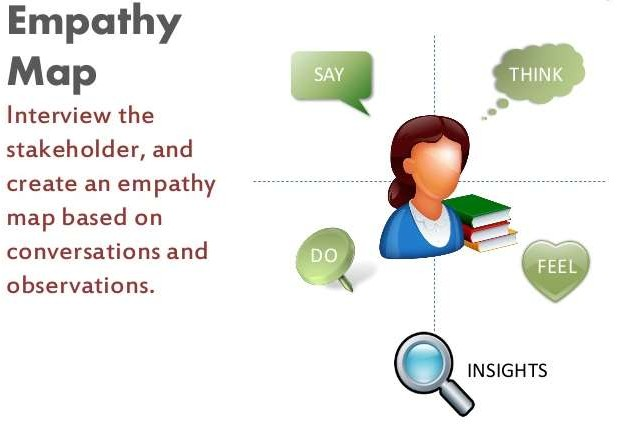 Empathy
Map
Interview the
stakeholder, and
create an empathy
map based on
conversations and
observations.
SAY
THINK
DO
FEEL
INSIGHTS